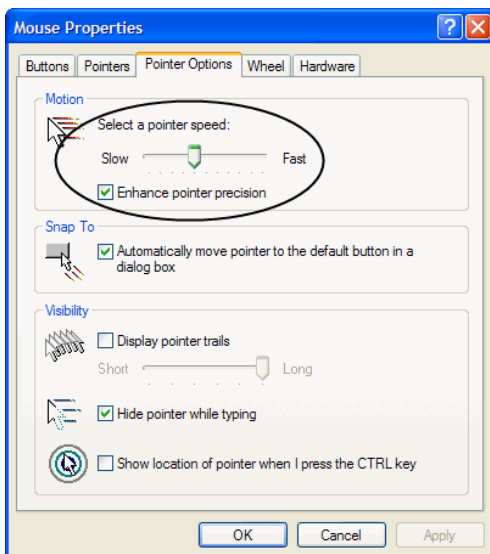 Mouse Properties
Buttons Pointers Pointer Options Wheel Hardware
Motion
Select a pointer speed:
Slow Fast
Enhance pointer precision
Snap To
Automatically move pointer to the default button in a
dialog box
Visibility
Display pointer trails
Short Long
Hide pointer while typing
Show location of pointer when I press the CTRL key
OK Cancel Apply